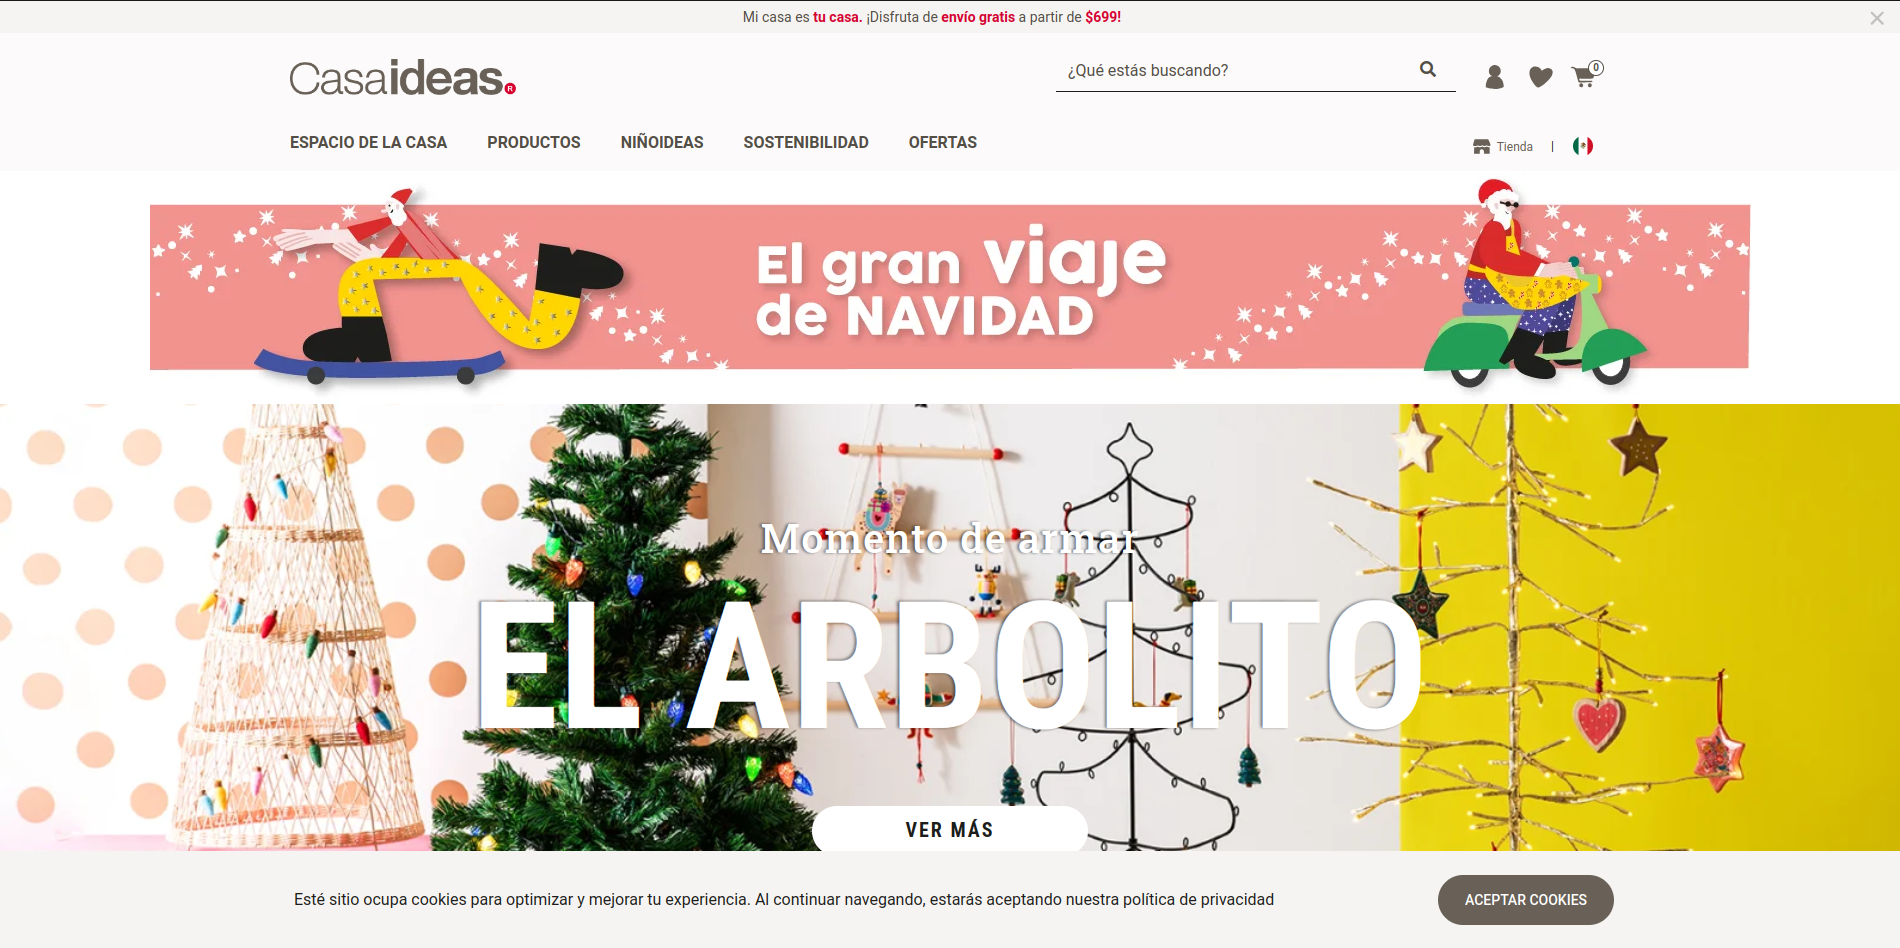 Mi casa es tu casa. ¡Disfruta de envío gratis a partir de $699!
Casaideas
¿Qué estás buscando?
0
ESPACIO DE LA CASA PRODUCTOS NIÑOIDEAS SOSTENIBILIDAD OFERTAS
Tienda |
El gran viaje
de NAVIDAD
Momento de armar
EL ARBOLITO
VER MÁS
Esté sitio ocupa cookies para optimizar y mejorar tu experiencia. Al continuar navegando, estarás aceptando nuestra política de privacidad
ACEPTAR COOKIES